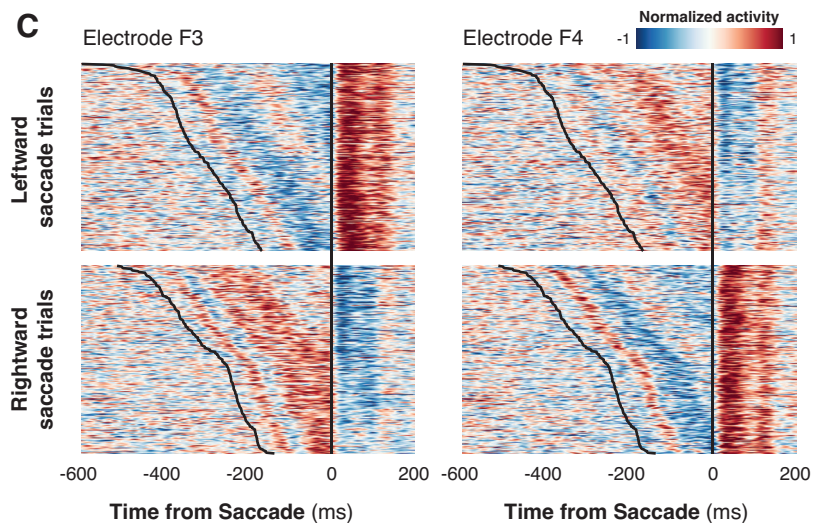 C
Electrode F3
Electrode F4
Normalized activity
-1
1
Leftward
saccade trials
Rightward
saccade trials
-600
-400
-200
0
200
-600
-400
-200
0
200
Time from Saccade (ms)
Time from Saccade (ms)